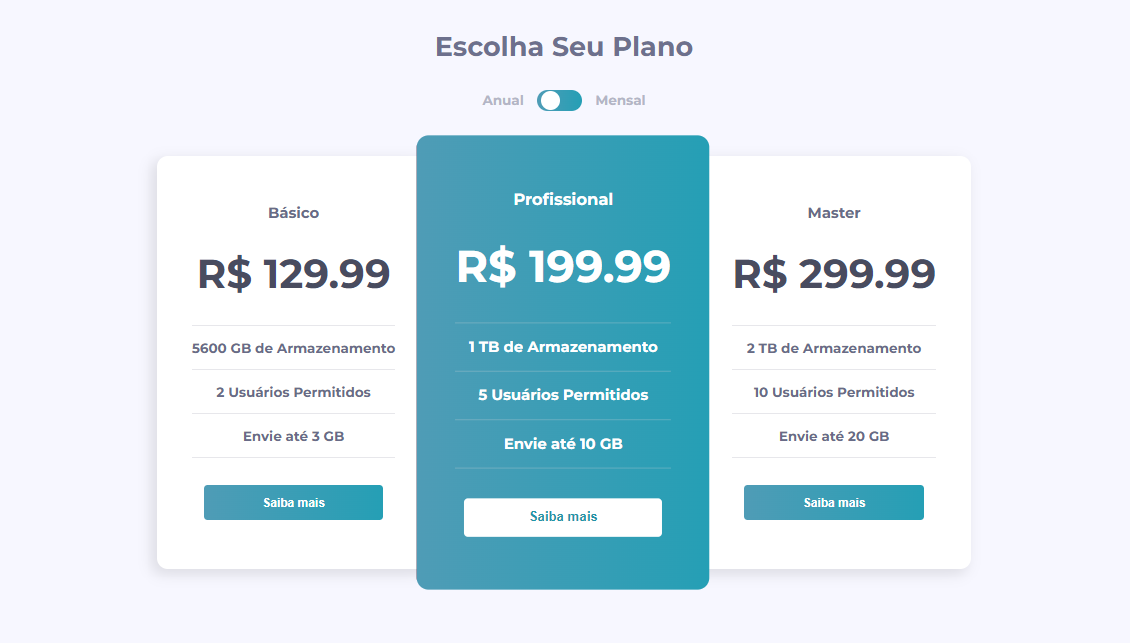 Escolha Seu Plano
Anual Mensal
Básico
R$ 129.99
5600 GB de Armazenamento
2 Usuários Permitidos
Envie até 3 GB
Saiba mais
Profissional
R$ 199.99
1 TB de Armazenamento
5 Usuários Permitidos
Envie até 10 GB
Saiba mais
Master
R$ 299.99
2 TB de Armazenamento
10 Usuários Permitidos
Envie até 20 GB
Saiba mais